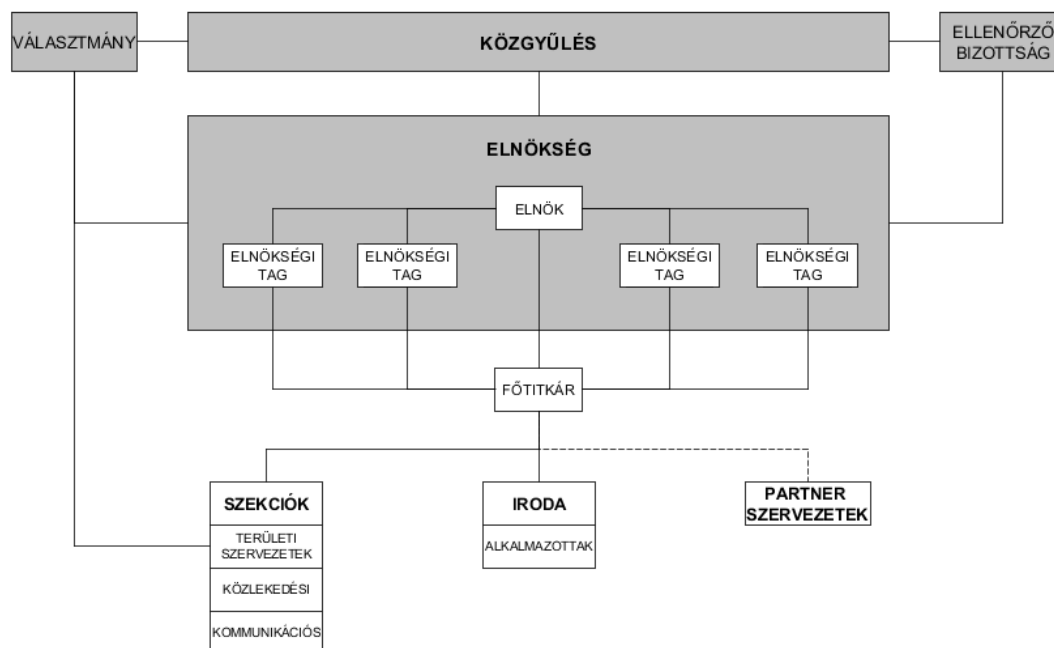 VÁLASZTMÁNY
KÖZGYŰLÉS
ELLENŐRZŐ
BIZOTTSÁG
ELNÖKSÉG
ELNÖK
ELNÖKSÉGI
TAG
ELNÖKSÉGI
TAG
ELNÖKSÉGI
TAG
ELNÖKSÉGI
TAG
FŐTITKÁR
SZEKCIÓK
TERÜLETI
SZERVEZETEK
KÖZLEKEDÉSI
KOMMUNIKÁCIÓS
IRODA
ALKALMAZOTTAK
PARTNER
SZERVEZETEK